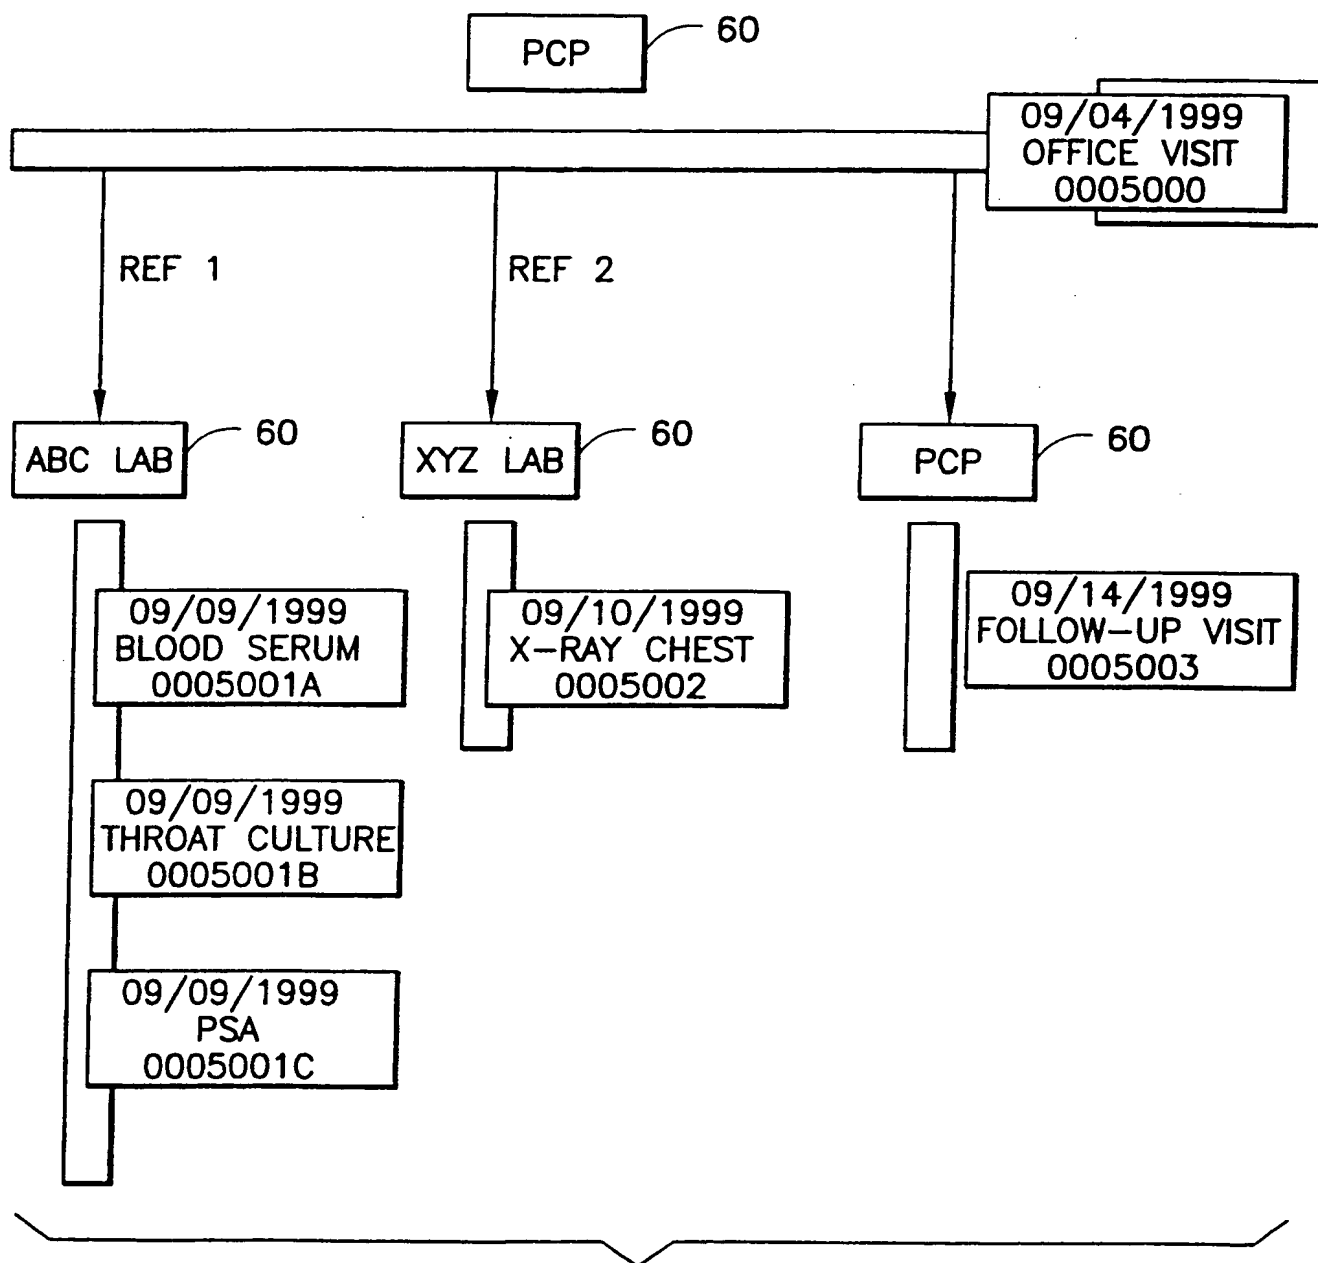 PCP
60
09/04/1999
OFFICE VISIT
0005000
REF 1
REF 2
ABC LAB
60
XYZ LAB
60
PCP
60
09/09/1999
BLOOD SERUM
0005001A
09/10/1999
X-RAY CHEST
0005002
09/14/1999
FOLLOW-UP VISIT
0005003
09/09/1999
THROAT CULTURE
0005001B
09/09/1999
PSA
0005001C